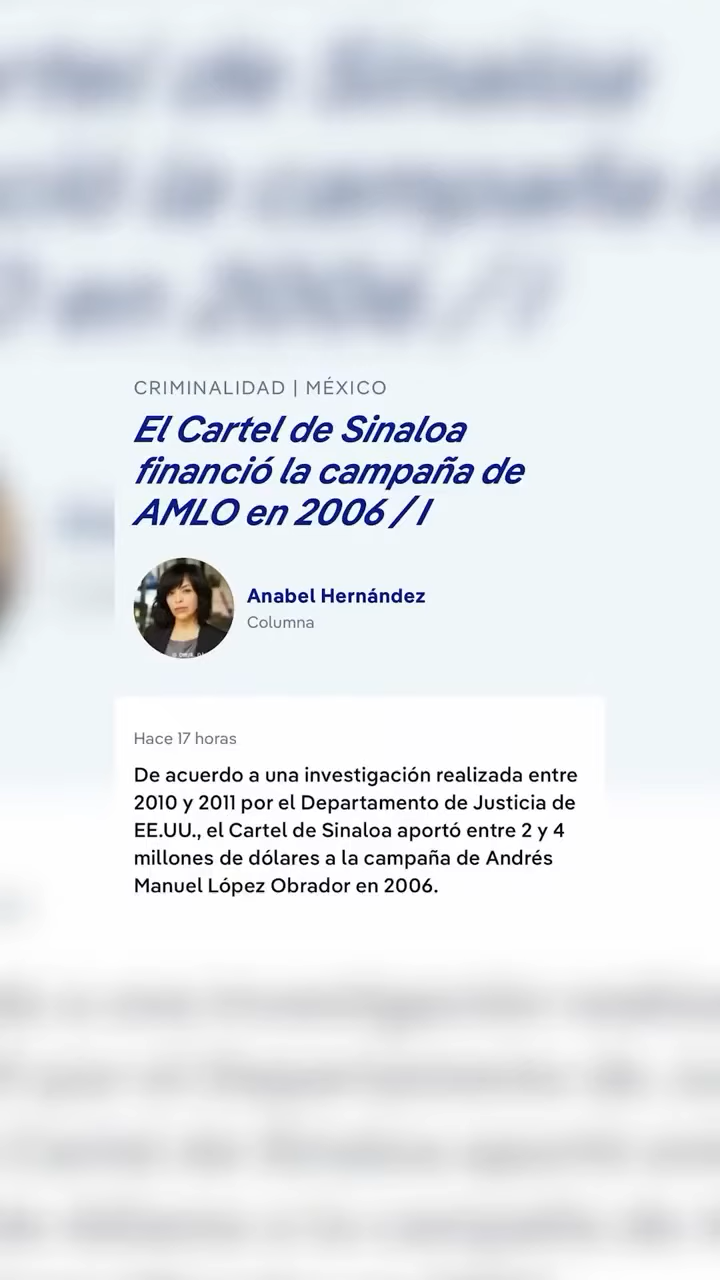 CRIMINALIDAD | MÉXICO
El Cartel de Sinaloa
financió la campaña de
AMLO en 2006 / I
Anabel Hernández
Columna
Hace 17 horas
De acuerdo a una investigación realizada entre
2010 y 2011 por el Departamento de Justicia de
EE.UU., el Cartel de Sinaloa aportó entre 2 y 4
millones de dólares a la campaña de Andrés
Manuel López Obrador en 2006.